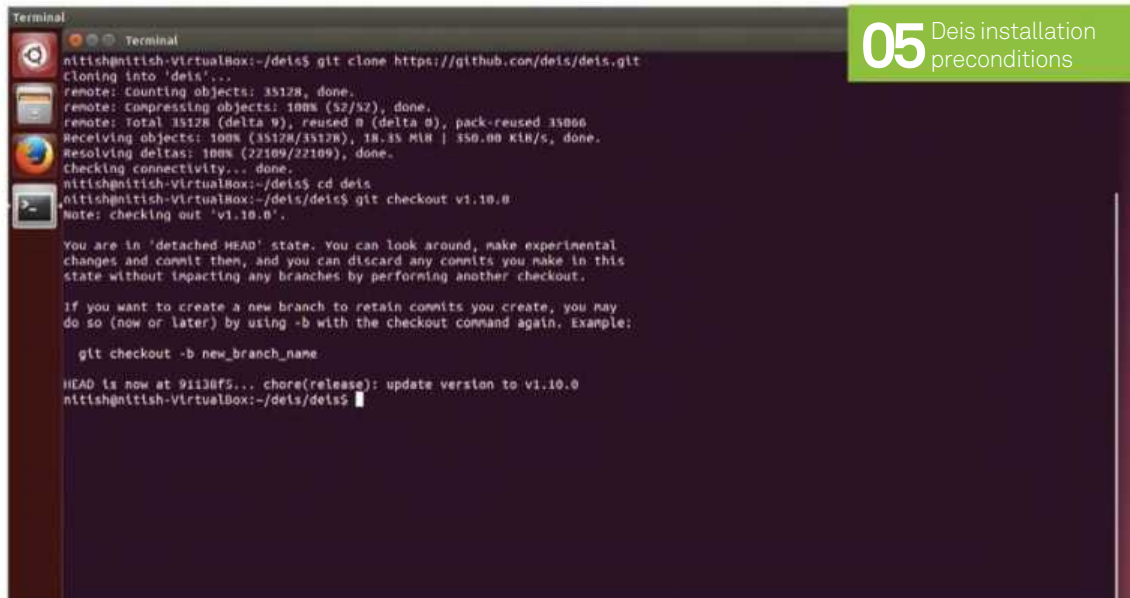 Terminal
05 Deis installation
preconditions
Terminal
nitish@nitish-VirtualBox:~/deis$ git clone https://github.com/deis/deis.git
Cloning into 'deis'...
remote: Counting objects: 35128, done.
remote: Compressing objects: 100% (52/52), done.
remote: Total 35128 (delta 9), reused 0 (delta 0), pack-reused 35066
Receiving objects: 100% (35128/35128), 18.35 MiB | 350.00 KiB/s, done.
Resolving deltas: 100% (22109/22109), done.
Checking connectivity... done.
nitish@nitish-VirtualBox:~/deis$ cd deis
nitish@nitish-VirtualBox:~/deis/deis$ git checkout v1.10.0
Note: checking out 'v1.10.0'.
You are in 'detached HEAD' state. You can look around, make experimental
changes and commit them, and you can discard any commits you make in this
state without impacting any branches by performing another checkout.
If you want to create a new branch to retain commits you create, you may
do so (now or later) by using -b with the checkout command again. Example:
git checkout -b new_branch_name
HEAD is now at 91138f5... chore(release): update version to v1.10.0
nitish@nitish-VirtualBox:~/deis/deis$